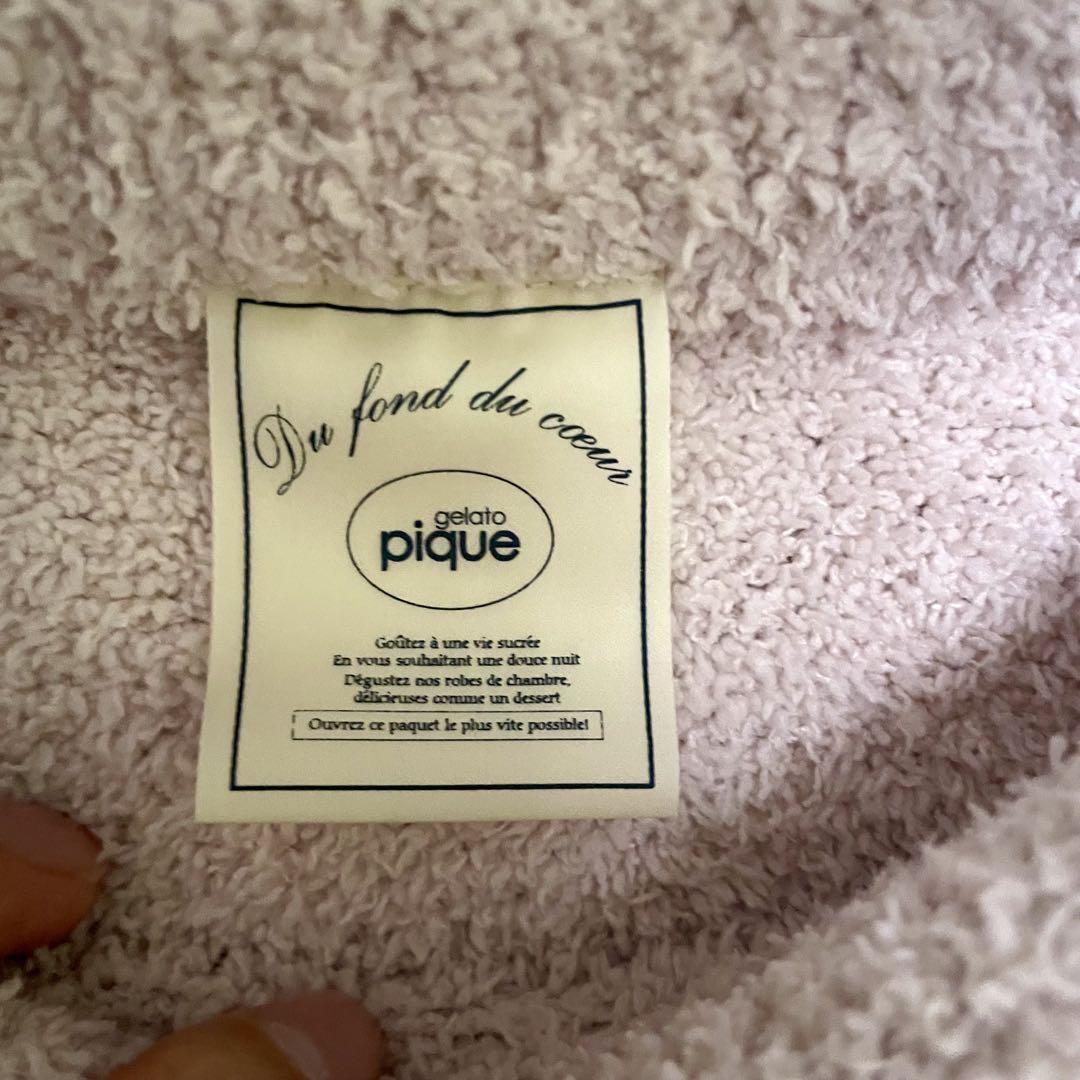 Du fond du cœur
gelato
pique
Goûtez à une vie sucrée
En vous souhaitant une douce nuit
Dégustez nos robes de chambre,
délicieuses comme un dessert
Ouvrez ce paquet le plus vite possible!